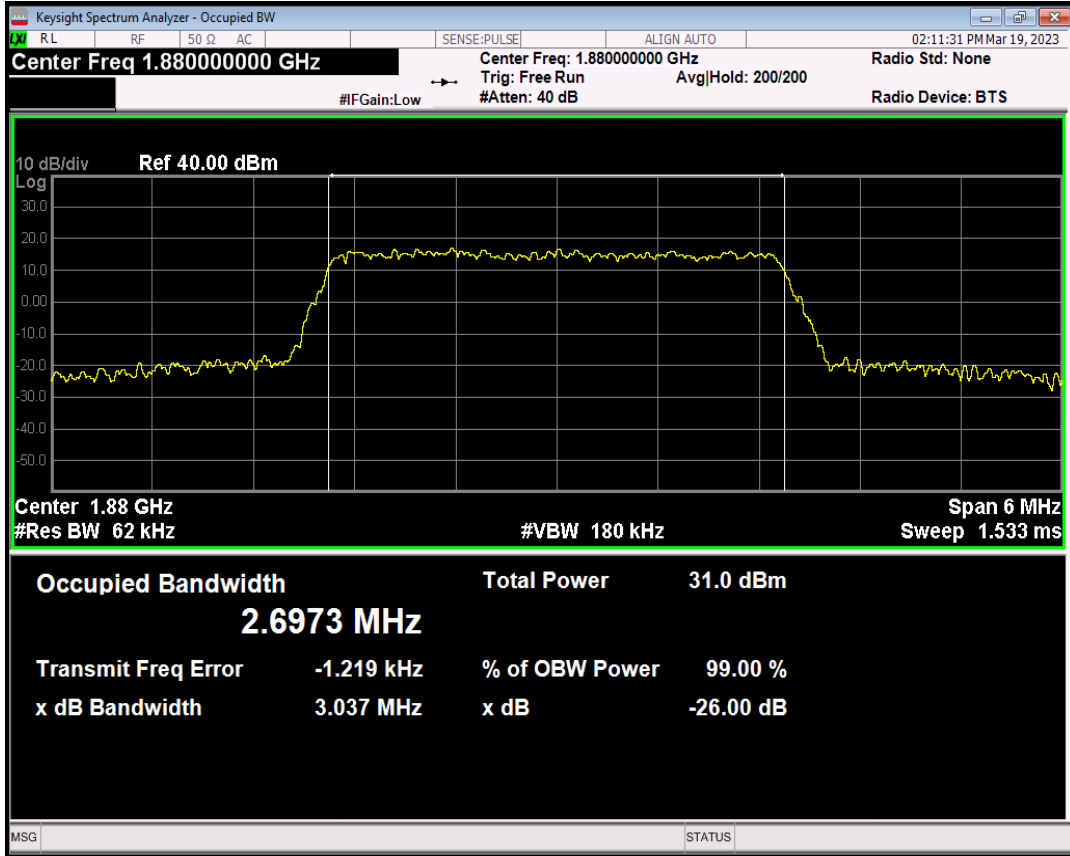 Keysight Spectrum Analyzer - Occupied BW
LXI RL RF 50 Ω AC SENSE:PULSE ALIGN AUTO 02:11:31 PM Mar 19, 2023
Center Freq 1.880000000 GHz
Center Freq: 1.880000000 GHz
Radio Std: None
Trig: Free Run Avg|Hold: 200/200
#IFGain:Low
#Atten: 40 dB
Radio Device: BTS
10 dB/div Ref 40.00 dBm
Log
30.0
20.0
10.0
0.00
-10.0
-20.0
-30.0
-40.0
-50.0
Center 1.88 GHz Span 6 MHz
#Res BW 62 kHz #VBW 180 kHz Sweep 1.533 ms
Occupied Bandwidth Total Power 31.0 dBm
2.6973 MHz
Transmit Freq Error -1.219 kHz % of OBW Power 99.00 %
x dB Bandwidth 3.037 MHz x dB -26.00 dB
MSG STATUS